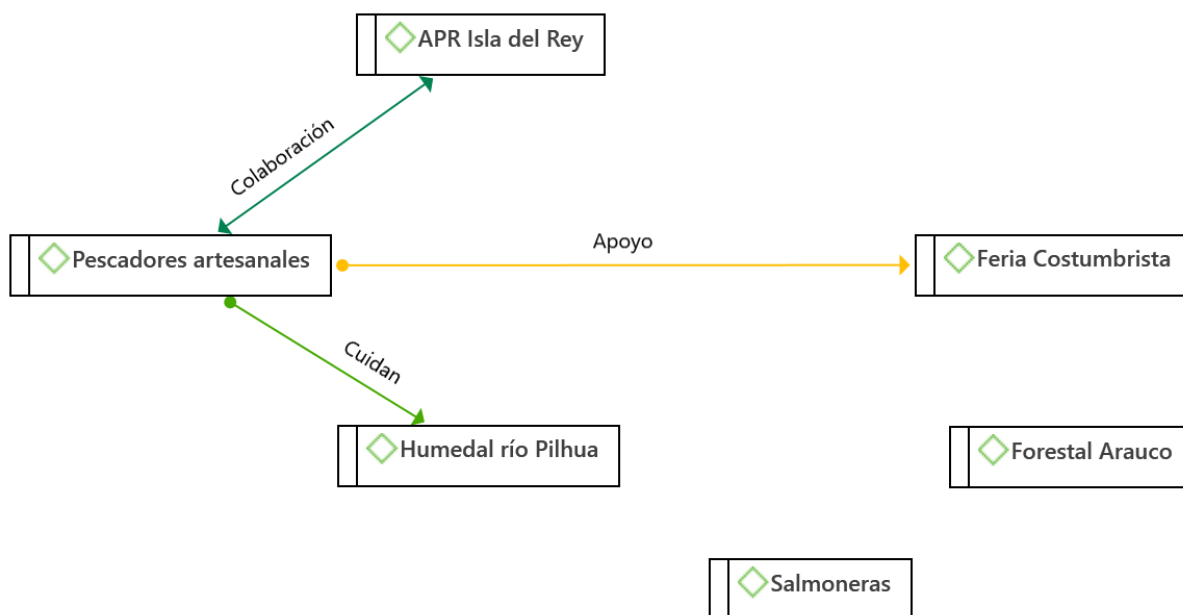 APR Isla del Rey
Colaboración
Pescadores artesanales
Apoyo
Feria Costumbrista
Cuidan
Humedal río Pilhua
Forestal Arauco
Salmoneras